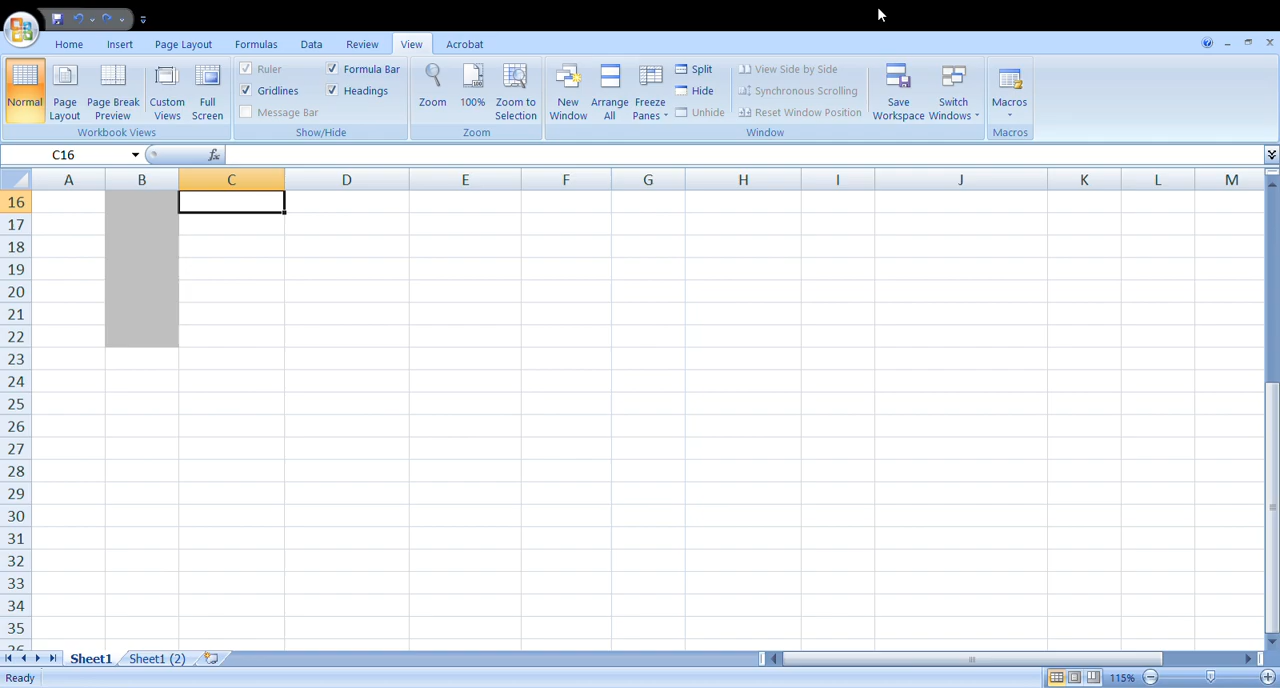 Home Insert Page Layout Formulas Data Review View Acrobat
Normal Page Layout Page Break Preview Custom Views Full Screen
Workbook Views
Ruler Formula Bar
Gridlines Headings
Message Bar
Show/Hide
Zoom 100% Zoom to Selection
Zoom
New Window Arrange All Freeze Panes
Split
Hide
Unhide
View Side by Side
Synchronous Scrolling
Reset Window Position
Save Workspace Switch Windows
Window
Macros
Macros
C16 fx
A B C D E F G H I J K L M
16
17
18
19
20
21
22
23
24
25
26
27
28
29
30
31
32
33
34
35
Sheet1 Sheet1 (2)
Ready 115%